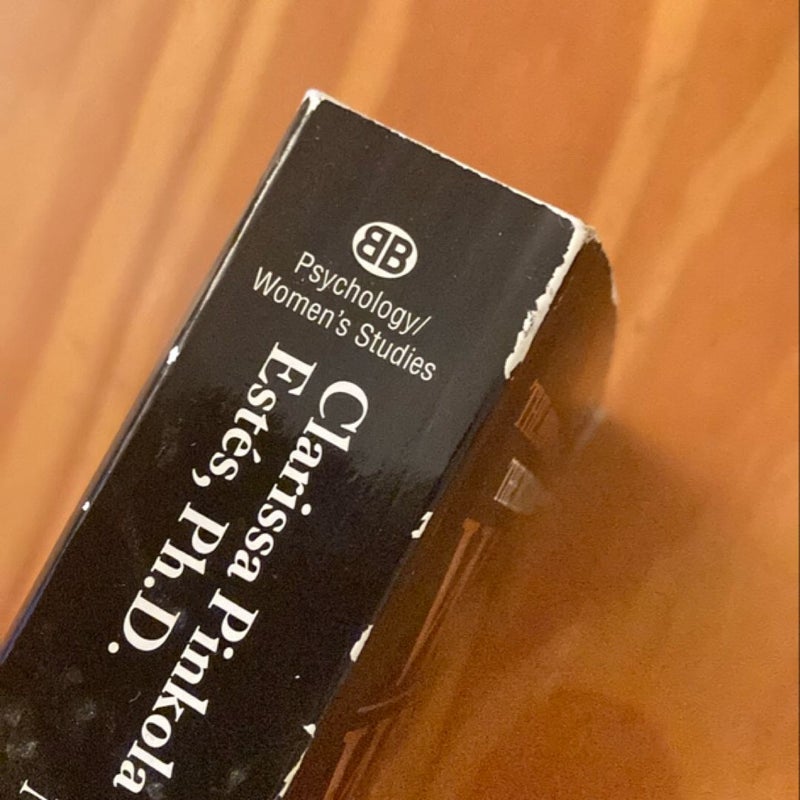 BB
Psychology/
Women's Studies
Clarissa Pinkola
Estés, Ph.D.